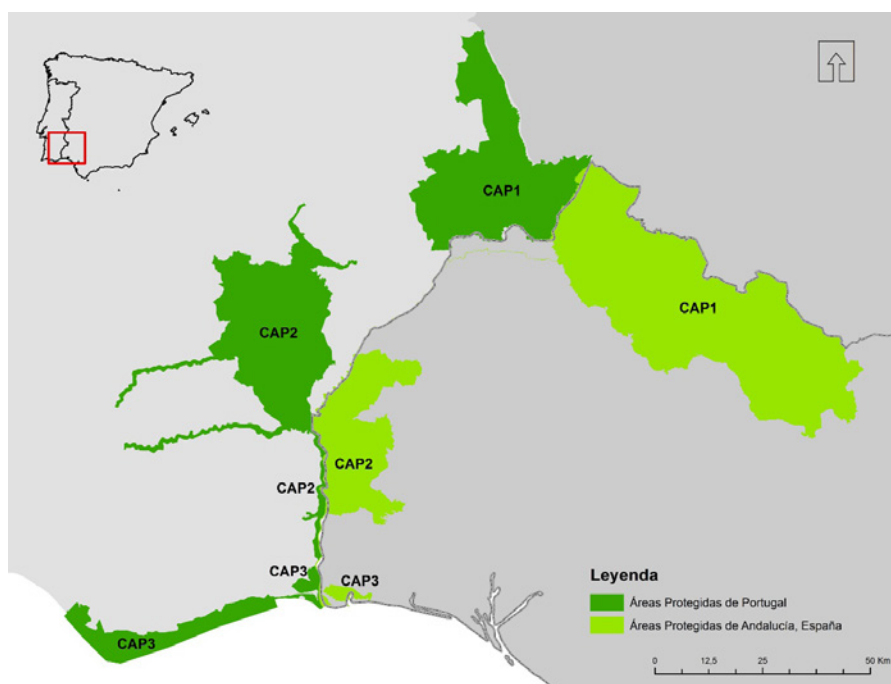 CAP1
CAP1
CAP2
CAP2
CAP2
CAP3
CAP3
CAP3
Leyenda
Áreas Protegidas de Portugal
Áreas Protegidas de Andalucía, España
0 12,5 25 50 Km